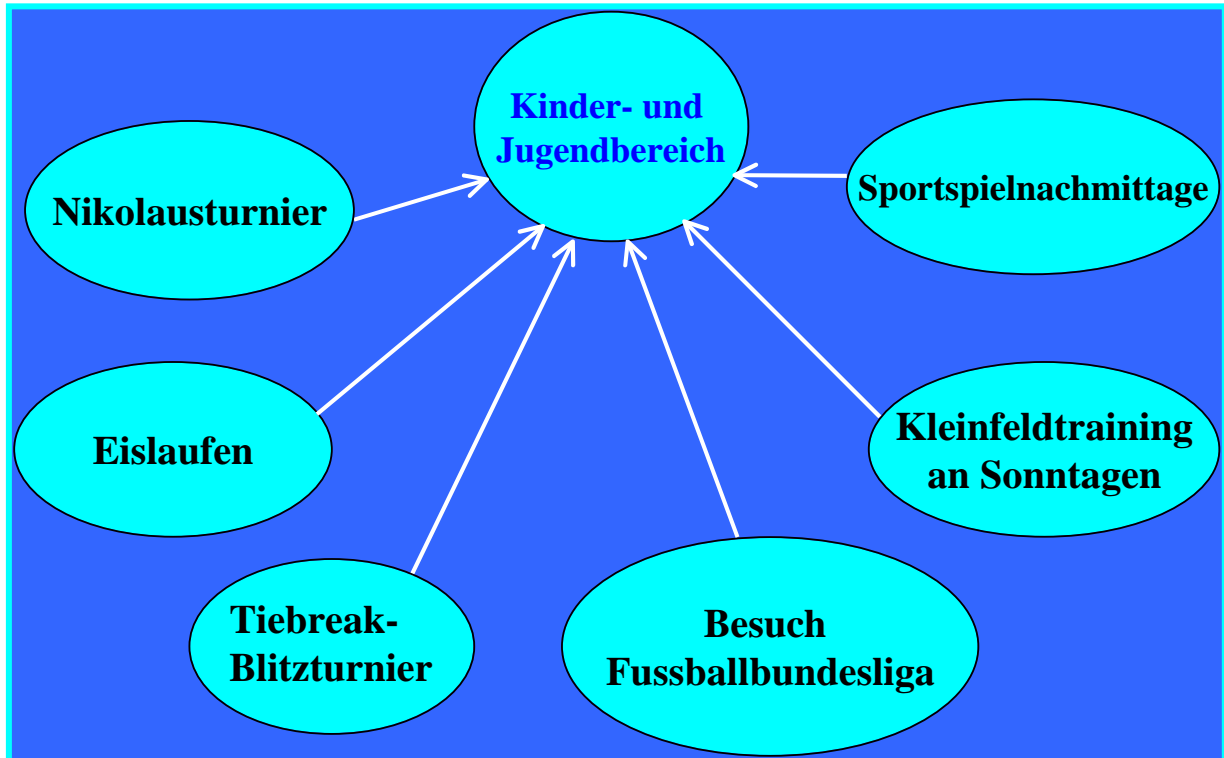 Kinder- und
Jugendbereich
Nikolausturnier
Sportspielnachmittage
Eislaufen
Kleinfeldtraining
an Sonntagen
Tiebreak-
Blitzturnier
Besuch
Fussballbundesliga